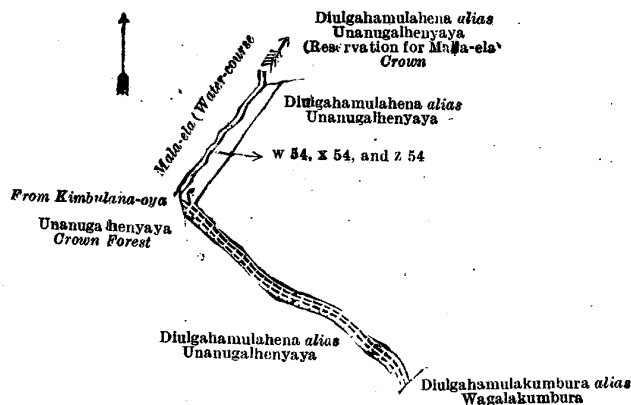 Diulgahamulahena alias
Unanugalhenyaya
(Reservation for Mala-ela)
Crown
Mala-ela (Water-course
Diulgahamulahena alias
Unanugalhenyaya
W 54, X 54, and Z 54
From Kimbulana-oya
Unanugalhenyaya
Crown Forest
Diulgahamulahena alias
Unanugalhenyaya
Diulgahamulakumbura alias
Wagalakumbura